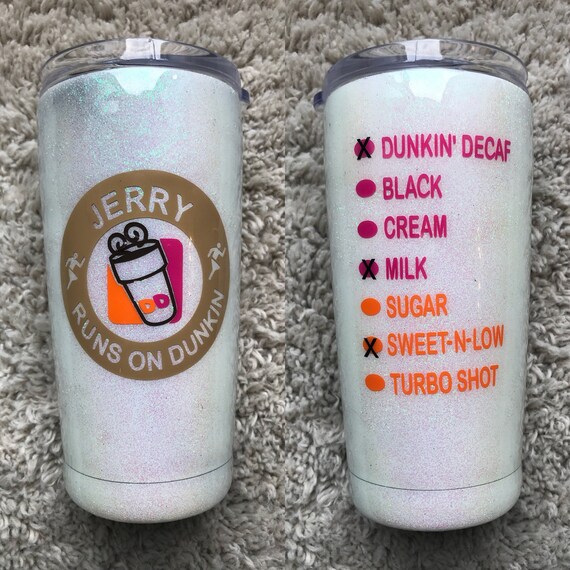 JERRY
DD
RUNS ON DUNKIN
DUNKIN' DECAF
BLACK
CREAM
MILK
SUGAR
SWEET-N-LOW
TURBO SHOT